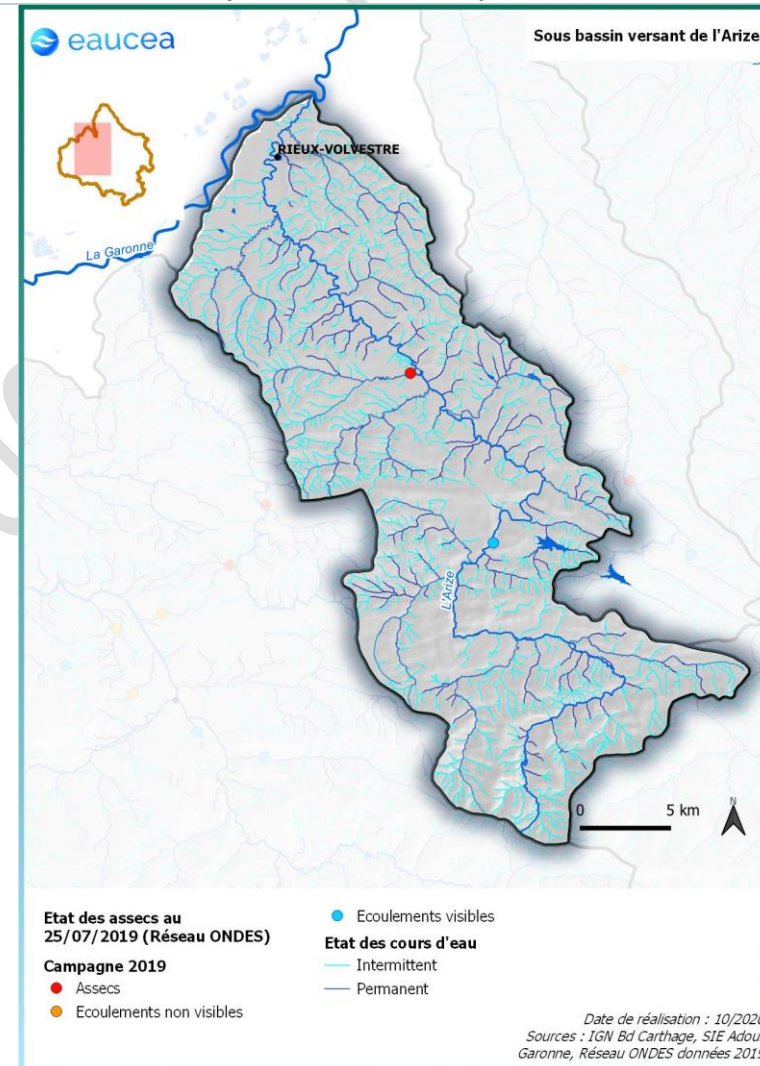 eaucea
Sous bassin versant de l'Arize
RIEUX-VOLVESTRE
La Garonne
L'Arize
0 5 km
N
Etat des assecs au
25/07/2019 (Réseau ONDES)
Campagne 2019
Assecs
Ecoulements non visibles
Ecoulements visibles
Etat des cours d'eau
Intermittent
Permanent
Date de réalisation : 10/2020
Sources : IGN Bd Carthage, SIE Adour
Garonne, Réseau ONDES données 2019